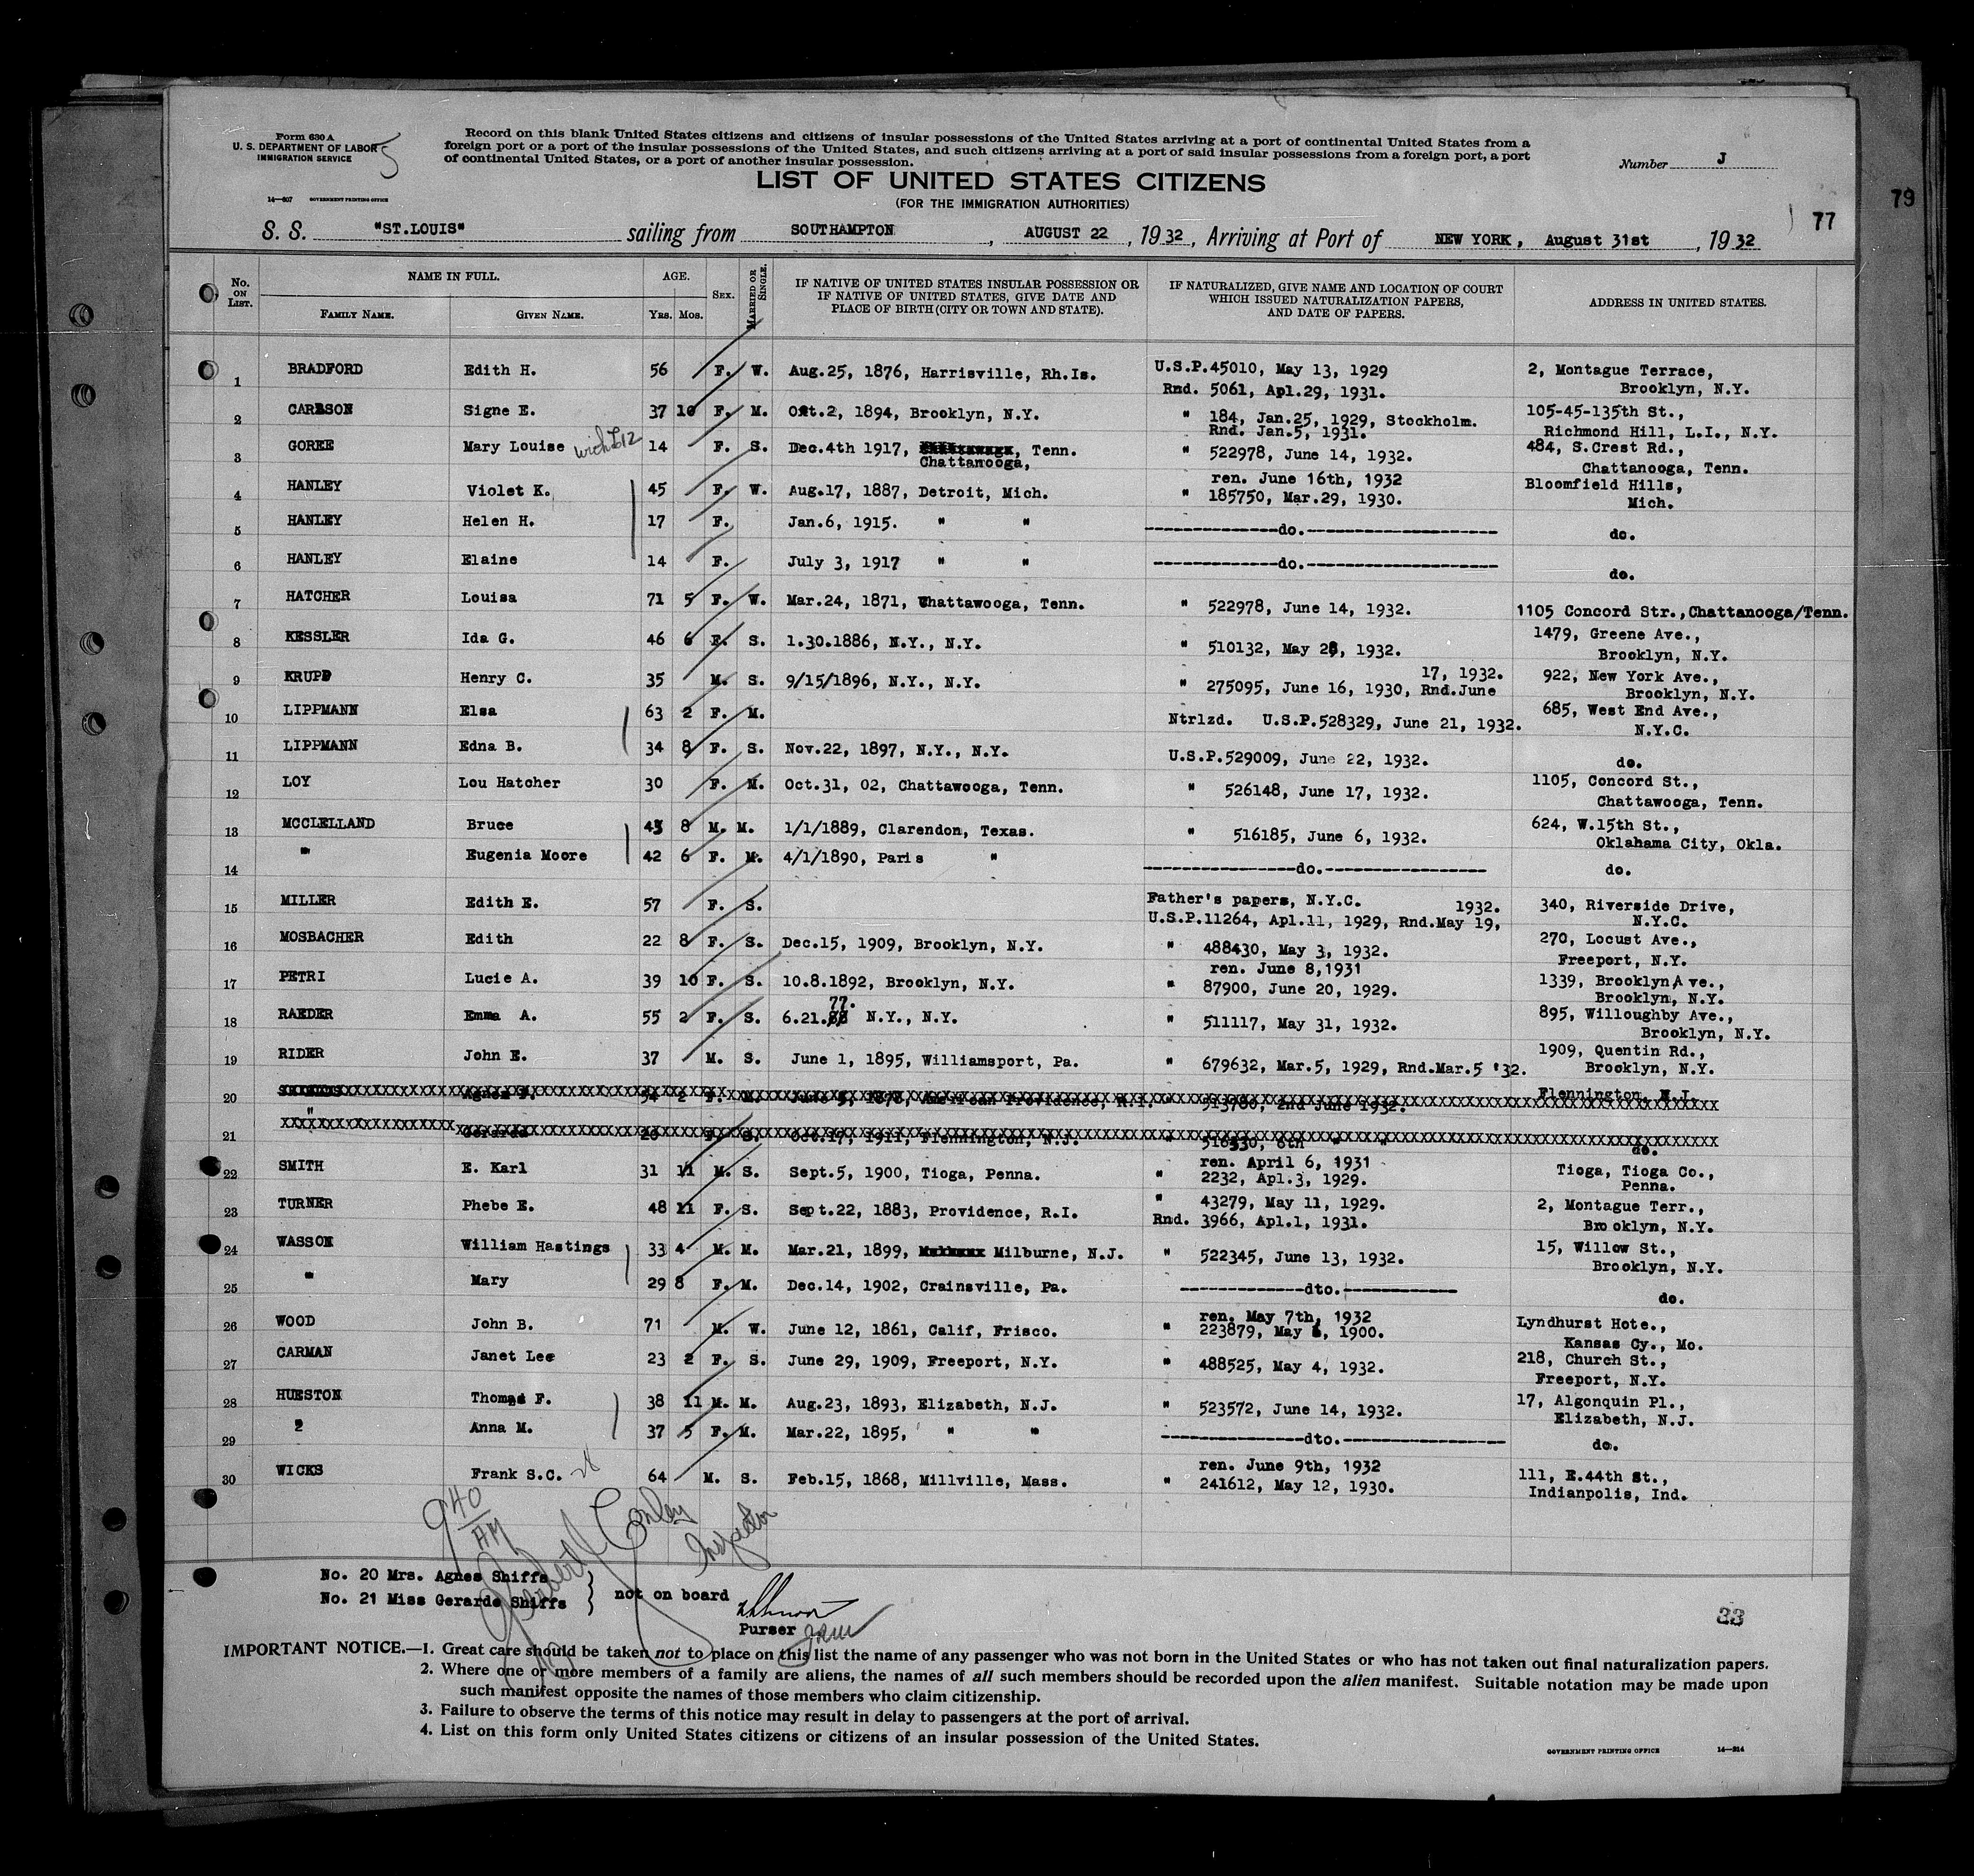 Form 630 A
U. S. DEPARTMENT OF LABOR
IMMIGRATION SERVICE
5
14—607 GOVERNMENT PRINTING OFFICE
Record on this blank United States citizens and citizens of insular possessions of the United States arriving at a port of continental United States from a
foreign port or a port of the insular possessions of the United States, and such citizens arriving at a port of said insular possessions from a foreign port, a port
of continental United States, or a port of another insular possession.
Number J
LIST OF UNITED STATES CITIZENS
(FOR THE IMMIGRATION AUTHORITIES)
79
77
S. S. "ST.LOUIS" sailing from SOUTHAMPTON, AUGUST 22, 1932, Arriving at Port of NEW YORK, August 31st, 1932
No. ON LIST. NAME IN FULL. FAMILY NAME. GIVEN NAME. AGE. YRS. MOS. SEX. MARRIED OR SINGLE. IF NATIVE OF UNITED STATES INSULAR POSSESSION OR IF NATIVE OF UNITED STATES, GIVE DATE AND PLACE OF BIRTH (CITY OR TOWN AND STATE). IF NATURALIZED, GIVE NAME AND LOCATION OF COURT WHICH ISSUED NATURALIZATION PAPERS, AND DATE OF PAPERS. ADDRESS IN UNITED STATES.
1 BRADFORD Edith H. 56 F. W. Aug.25, 1876, Harrisville, Rh.Is. U.S.P.45010, May 13, 1929 2, Montague Terrace,
Rnd. 5061, Apl.29, 1931. Brooklyn, N.Y.
2 CARLSON Signe E. 37 10 F. M. Oct.2, 1894, Brooklyn, N.Y. " 184, Jan.25, 1929, Stockholm. 105-45-135th St.,
Rnd. Jan.5, 1931. Richmond Hill, L.I., N.Y.
3 GOREE Mary Louise 14 F. S. Dec.4th 1917, Tenn. " 522978, June 14, 1932. 484, S.Crest Rd.,
Chattanooga, Chattanooga, Tenn.
4 HANLEY Violet K. 45 F. W. Aug.17, 1887, Detroit, Mich. ren. June 16th, 1932 Bloomfield Hills,
" 185750, Mar.29, 1930. Mich.
5 HANLEY Helen H. 17 F. Jan.6, 1915. " " --------------do.-------------------- do.
6 HANLEY Elaine 14 F. July 3, 1917 " " -------------do.-------------------- do.
7 HATCHER Louisa 71 5 F. W. Mar.24, 1871, Chattawooga, Tenn. " 522978, June 14, 1932. 1105 Concord Str.,Chattanooga/Tenn.
8 KESSLER Ida G. 46 6 F. S. 1.30.1886, N.Y., N.Y. " 510132, May 28, 1932. 1479, Greene Ave.,
Brooklyn, N.Y.
9 KRUPP Henry C. 35 M. S. 9/15/1896, N.Y., N.Y. 17, 1932. 922, New York Ave.,
" 275095, June 16, 1930, Rnd.June Brooklyn, N.Y.
10 LIPPMANN Elsa 63 2 F. M. Ntrlzd. U.S.P.528329, June 21, 1932. 685, West End Ave.,
N.Y.C.
11 LIPPMANN Edna B. 34 8 F. S. Nov.22, 1897, N.Y., N.Y. U.S.P.529009, June 22, 1932. do.
12 LOY Lou Hatcher 30 F. M. Oct.31, 02, Chattawooga, Tenn. " 526148, June 17, 1932. 1105, Concord St.,
Chattawooga, Tenn.
13 MCCLELLAND Bruce 43 8 M. M. 1/1/1889, Clarendon, Texas. " 516185, June 6, 1932. 624, W.15th St.,
Oklahama City, Okla.
14 " Eugenia Moore 42 6 F. M. 4/1/1890, Paris " ----------------do.----------------- do.
15 MILLER Edith E. 57 F. S. Father's papers, N.Y.C. 1932. 340, Riverside Drive,
U.S.P.11264, Apl.11, 1929, Rnd.May 19, N.Y.C.
16 MOSBACHER Edith 22 8 F. S. Dec.15, 1909, Brooklyn, N.Y. " 488430, May 3, 1932. 270, Locust Ave.,
Freeport, N.Y.
17 PETRI Lucie A. 39 10 F. S. 10.8.1892, Brooklyn, N.Y. ren. June 8,1931 1339, Brooklyn Ave.,
" 87900, June 20, 1929. Brooklyn, N.Y.
77.
18 RAEDER Emma A. 55 2 F. S. 6.21.88 N.Y., N.Y. " 511117, May 31, 1932. 895, Willoughby Ave.,
Brooklyn, N.Y.
19 RIDER John E. 37 M. S. June 1, 1895, Williamsport, Pa. " 679632, Mar.5, 1929, Rnd.Mar.5 '32. 1909, Quentin Rd.,
Brooklyn, N.Y.
20 Agnes F. 54 2 F. M. June 5, 1878, American Providence, R.I. " 513780, 2nd June 1932. Flennington, N.J.
21 " Gerarde 20 F. S. Oct.17, 1911, Flennington, N.J. " 516530, 6th " " do.
22 SMITH E. Karl 31 11 M. S. Sept.5, 1900, Tioga, Penna. ren. April 6, 1931 Tioga, Tioga Co.,
" 2232, Apl.3, 1929. Penna.
23 TURNER Phebe E. 48 11 F. S. Sept.22, 1883, Providence, R.I. " 43279, May 11, 1929. 2, Montague Terr.,
Rnd. 3966, Apl.1, 1931. Brooklyn, N.Y.
24 WASSON William Hastings 33 4 M. M. Mar.21, 1899, Milburne, N.J. " 522345, June 13, 1932. 15, Willow St.,
Brooklyn, N.Y.
25 " Mary 29 8 F. M. Dec.14, 1902, Crainsville, Pa. -------------dto.------------ do.
26 WOOD John B. 71 M. W. June 12, 1861, Calif, Frisco. ren. May 7th, 1932 Lyndhurst Hote.,
" 223879, May 6, 1900. Kansas Cy., Mo.
27 CARMAN Janet Lee 23 2 F. S. June 29, 1909, Freeport, N.Y. " 488525, May 4, 1932. 218, Church St.,
Freeport, N.Y.
28 HUESTON Thomas F. 38 11 M. M. Aug.23, 1893, Elizabeth, N.J. " 523572, June 14, 1932. 17, Algonquin Pl.,
Elizabeth, N.J.
29 2 Anna M. 37 5 F. M. Mar.22, 1895, " " ---------------dto.----------------- do.
30 WICKS Frank S.C. 64 M. S. Feb.15, 1868, Millville, Mass. ren. June 9th, 1932 111, E.44th St.,
" 241612, May 12, 1930. Indianpolis, Ind.
9 40 AM
Conley
Inspector
No. 20 Mrs. Agnes Shiffs
No. 21 Miss Gerarde Shiffs } not on board
Purser
33
IMPORTANT NOTICE.—1. Great care should be taken not to place on this list the name of any passenger who was not born in the United States or who has not taken out final naturalization papers.
2. Where one or more members of a family are aliens, the names of all such members should be recorded upon the alien manifest. Suitable notation may be made upon
such manifest opposite the names of those members who claim citizenship.
3. Failure to observe the terms of this notice may result in delay to passengers at the port of arrival.
4. List on this form only United States citizens or citizens of an insular possession of the United States.
GOVERNMENT PRINTING OFFICE 14—214